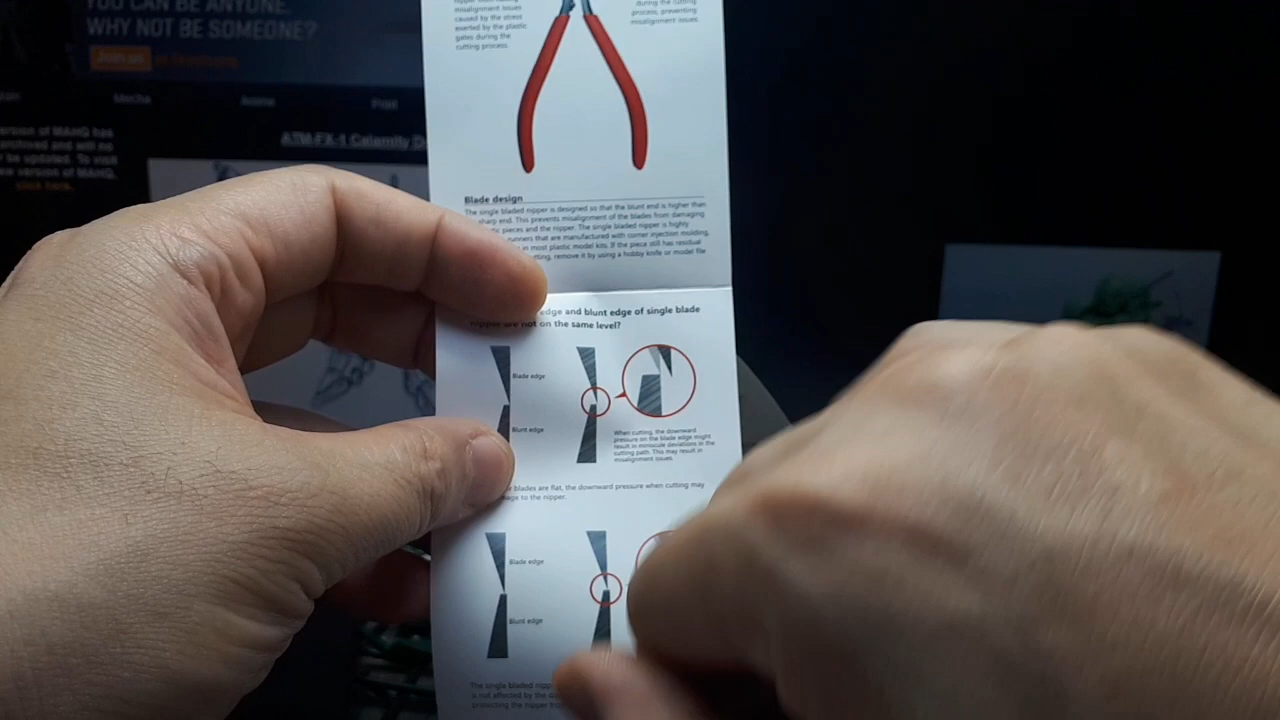 YOU CAN BE ANYONE.
WHY NOT BE SOMEONE?
Join us
Mecha
Anime
Print
ersion of MAHQ has
archived and will no
be updated. To visit
ew version of MAHQ,
click here.
ATM-FX-1 Calamity D
misalignment issues
caused by the stress
exerted by the plastic
gates during the
cutting process.
during the cutting
process, preventing
misalignment issues.
Blade design
The single bladed nipper is designed so that the blunt end is higher than
sharp end. This prevents misalignment of the blades from damaging
pieces and the nipper. The single bladed nipper is highly
runners that are manufactured with corner injection molding,
in most plastic model kits. If the piece still has residual
cutting, remove it by using a hobby knife or model file
edge and blunt edge of single blade
nipper are not on the same level?
Blade edge
Blunt edge
When cutting, the downward
pressure on the blade edge might
result in minuscule deviations in the
cutting path. This may result in
misalignment issues.
blades are flat, the downward pressure when cutting may
to the nipper.
Blade edge
Blunt edge
The single bladed nipp
is not affected by the
protecting the nipper